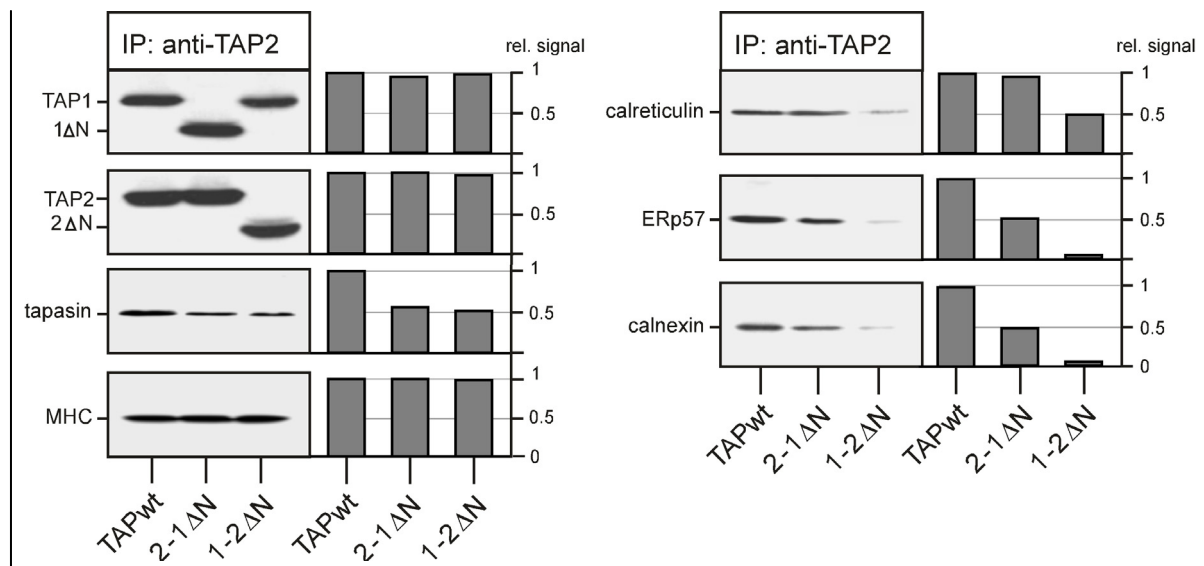 IP: anti-TAP2
rel. signal
TAP1
1ΔN
1
0.5
TAP2
2ΔN
1
0.5
tapasin
1
0.5
MHC
1
0.5
0
TAPwt
2-1ΔN
1-2ΔN
TAPwt
2-1ΔN
1-2ΔN
IP: anti-TAP2
rel. signal
calreticulin
1
0.5
ERp57
1
0.5
calnexin
1
0.5
0
TAPwt
2-1ΔN
1-2ΔN
TAPwt
2-1ΔN
1-2ΔN